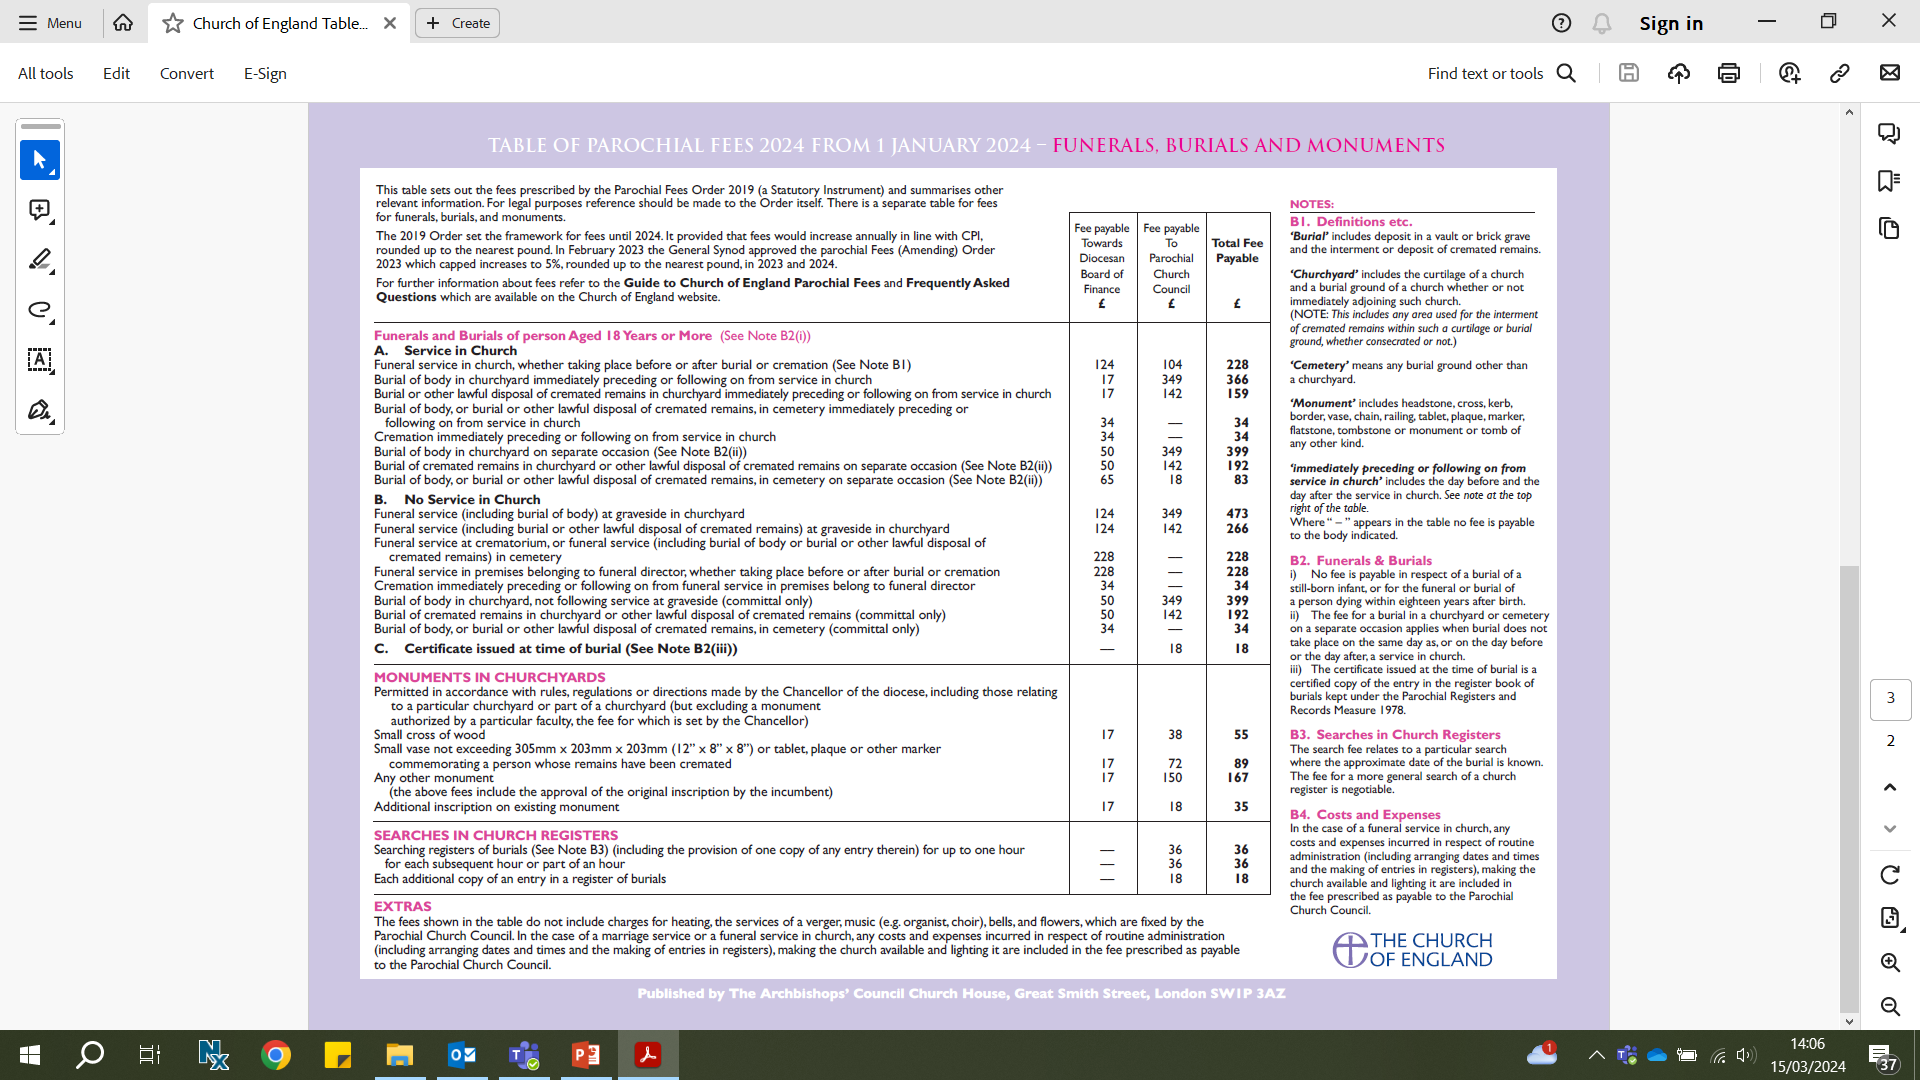 Menu
Church of England Table...
Create
Sign in
All tools
Edit
Convert
E-Sign
Find text or tools
TABLE OF PAROCHIAL FEES 2024 FROM 1 JANUARY 2024 – FUNERALS, BURIALS AND MONUMENTS
This table sets out the fees prescribed by the Parochial Fees Order 2019 (a Statutory Instrument) and summarises other
relevant information. For legal purposes reference should be made to the Order itself. There is a separate table for fees
for funerals, burials, and monuments.
The 2019 Order set the framework for fees until 2024. It provided that fees would increase annually in line with CPI,
rounded up to the nearest pound. In February 2023 the General Synod approved the parochial Fees (Amending) Order
2023 which capped increases to 5%, rounded up to the nearest pound, in 2023 and 2024.
For further information about fees refer to the Guide to Church of England Parochial Fees and Frequently Asked
Questions which are available on the Church of England website.
Fee payable Towards Diocesan Board of Finance £
Fee payable To Parochial Church Council £
Total Fee Payable £
Funerals and Burials of person Aged 18 Years or More (See Note B2(i))
A. Service in Church
Funeral service in church, whether taking place before or after burial or cremation (See Note B1) 124 104 228
Burial of body in churchyard immediately preceding or following on from service in church 17 349 366
Burial or other lawful disposal of cremated remains in churchyard immediately preceding or following on from service in church 17 142 159
Burial of body, or burial or other lawful disposal of cremated remains, in cemetery immediately preceding or
following on from service in church 34 — 34
Cremation immediately preceding or following on from service in church 34 — 34
Burial of body in churchyard on separate occasion (See Note B2(ii)) 50 349 399
Burial of cremated remains in churchyard or other lawful disposal of cremated remains on separate occasion (See Note B2(ii)) 50 142 192
Burial of body, or burial or other lawful disposal of cremated remains, in cemetery on separate occasion (See Note B2(ii)) 65 18 83
B. No Service in Church
Funeral service (including burial of body) at graveside in churchyard 124 349 473
Funeral service (including burial or other lawful disposal of cremated remains) at graveside in churchyard 124 142 266
Funeral service at crematorium, or funeral service (including burial of body or burial or other lawful disposal of
cremated remains) in cemetery 228 — 228
Funeral service in premises belonging to funeral director, whether taking place before or after burial or cremation 228 — 228
Cremation immediately preceding or following on from funeral service in premises belong to funeral director 34 — 34
Burial of body in churchyard, not following service at graveside (committal only) 50 349 399
Burial of cremated remains in churchyard or other lawful disposal of cremated remains (committal only) 50 142 192
Burial of body, or burial or other lawful disposal of cremated remains, in cemetery (committal only) 34 — 34
C. Certificate issued at time of burial (See Note B2(iii)) — 18 18
MONUMENTS IN CHURCHYARDS
Permitted in accordance with rules, regulations or directions made by the Chancellor of the diocese, including those relating
to a particular churchyard or part of a churchyard (but excluding a monument
authorized by a particular faculty, the fee for which is set by the Chancellor)
Small cross of wood 17 38 55
Small vase not exceeding 305mm x 203mm x 203mm (12” x 8” x 8”) or tablet, plaque or other marker
commemorating a person whose remains have been cremated 17 72 89
Any other monument 17 150 167
(the above fees include the approval of the original inscription by the incumbent)
Additional inscription on existing monument 17 18 35
SEARCHES IN CHURCH REGISTERS
Searching registers of burials (See Note B3) (including the provision of one copy of any entry therein) for up to one hour — 36 36
for each subsequent hour or part of an hour — 36 36
Each additional copy of an entry in a register of burials — 18 18
EXTRAS
The fees shown in the table do not include charges for heating, the services of a verger, music (e.g. organist, choir), bells, and flowers, which are fixed by the
Parochial Church Council. In the case of a marriage service or a funeral service in church, any costs and expenses incurred in respect of routine administration
(including arranging dates and times and the making of entries in registers), making the church available and lighting it are included in the fee prescribed as payable
to the Parochial Church Council.
NOTES:
B1. Definitions etc.
‘Burial’ includes deposit in a vault or brick grave
and the interment or deposit of cremated remains.
‘Churchyard’ includes the curtilage of a church
and a burial ground of a church whether or not
immediately adjoining such church.
(NOTE: This includes any area used for the interment
of cremated remains within such a curtilage or burial
ground, whether consecrated or not.)
‘Cemetery’ means any burial ground other than
a churchyard.
‘Monument’ includes headstone, cross, kerb,
border, vase, chain, railing, tablet, plaque, marker,
flatstone, tombstone or monument or tomb of
any other kind.
‘immediately preceding or following on from
service in church’ includes the day before and the
day after the service in church. See note at the top
right of the table.
Where “ – ” appears in the table no fee is payable
to the body indicated.
B2. Funerals & Burials
i) No fee is payable in respect of a burial of a
still-born infant, or for the funeral or burial of
a person dying within eighteen years after birth.
ii) The fee for a burial in a churchyard or cemetery
on a separate occasion applies when burial does not
take place on the same day as, or on the day before
or the day after, a service in church.
iii) The certificate issued at the time of burial is a
certified copy of the entry in the register book of
burials kept under the Parochial Registers and
Records Measure 1978.
B3. Searches in Church Registers
The search fee relates to a particular search
where the approximate date of the burial is known.
The fee for a more general search of a church
register is negotiable.
B4. Costs and Expenses
In the case of a funeral service in church, any
costs and expenses incurred in respect of routine
administration (including arranging dates and times
and the making of entries in registers), making the
church available and lighting it are included in
the fee prescribed as payable to the Parochial
Church Council.
THE CHURCH
OF ENGLAND
Published by The Archbishops’ Council Church House, Great Smith Street, London SW1P 3AZ
3
2
1
14:06
15/03/2024
37